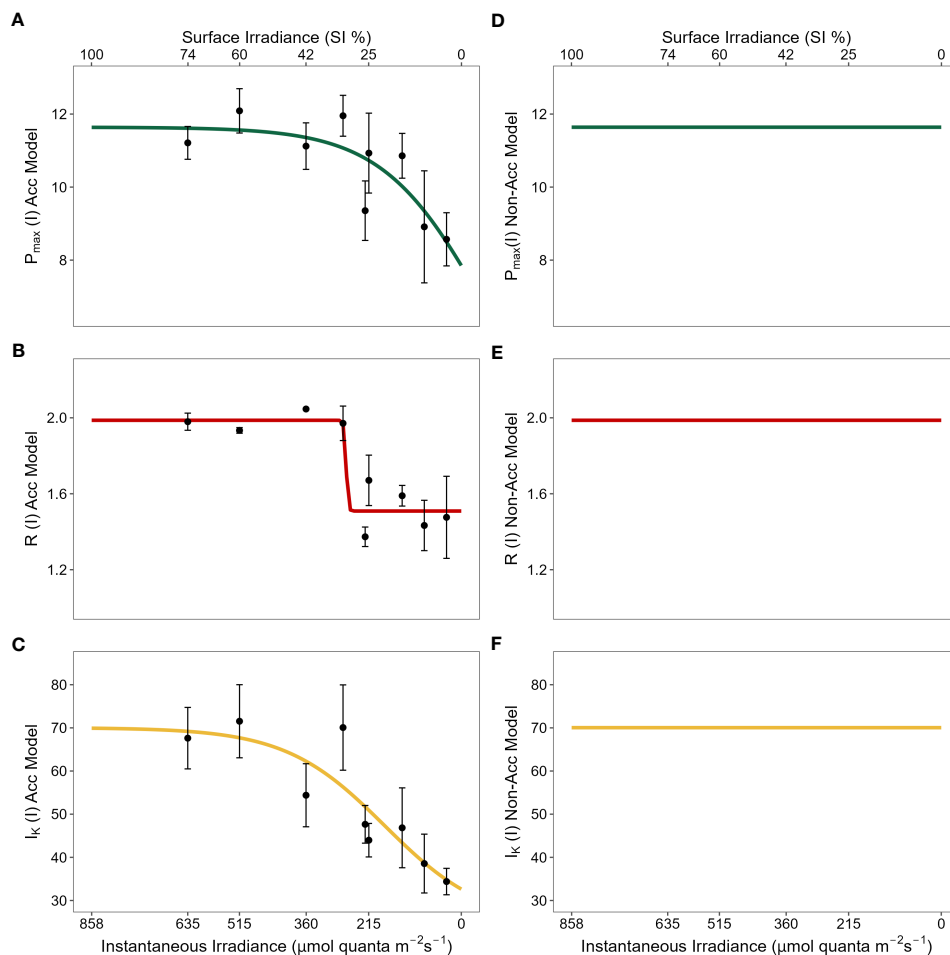 A
Surface Irradiance (SI %)
100 74 60 42 25 0
12
10
8
Pmax (I) Acc Model
D
Surface Irradiance (SI %)
100 74 60 42 25 0
12
10
8
Pmax(I) Non-Acc Model
B
2.0
1.6
1.2
R (I) Acc Model
E
2.0
1.6
1.2
R (I) Non-Acc Model
C
80
70
60
50
40
30
IK (I) Acc Model
858 635 515 360 215 0
Instantaneous Irradiance (μmol quanta m−2s−1)
F
80
70
60
50
40
30
IK (I) Non-Acc Model
858 635 515 360 215 0
Instantaneous Irradiance (μmol quanta m−2s−1)